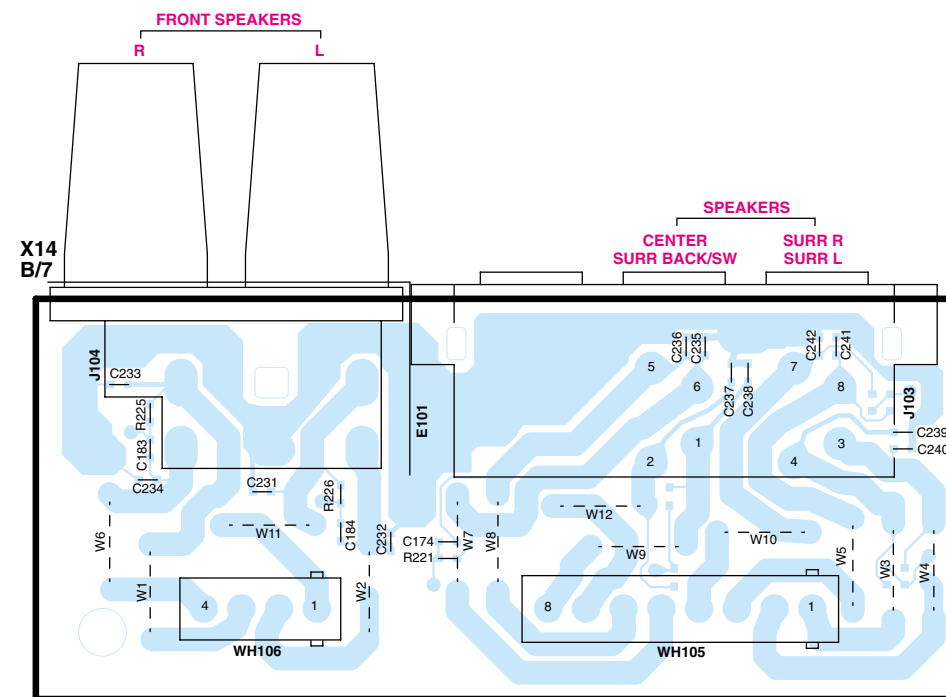 FRONT SPEAKERS
R L
SPEAKERS
CENTER
SURR BACK/SW
SURR R
SURR L
X14
B/7
J104
C233
R225
C183
C234
C231
R226
C184
C232
E101
C236
C235
C237
C238
C242
C241
J103
C239
C240
5
6
7
8
1
2
3
4
W6
W11
W1
W2
C174
R221
W7
W8
W12
W9
W10
W5
W3
W4
4
1
WH106
8
1
WH105